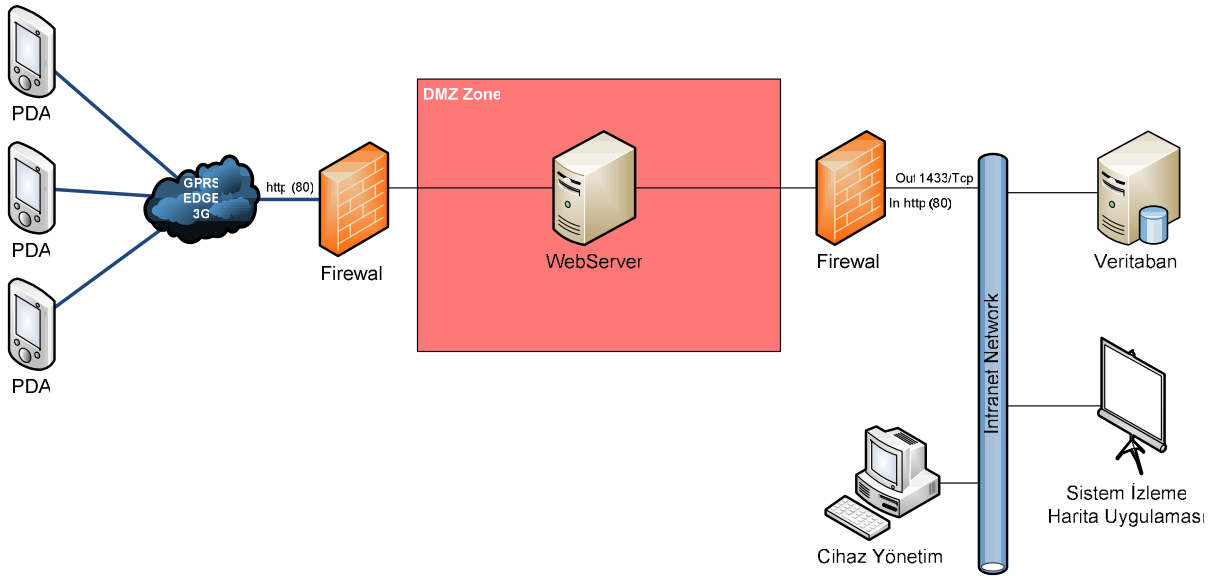 PDA
PDA
PDA
GPRS
EDGE
3G
http (80)
Firewal
DMZ Zone
WebServer
Firewal
Out 1433/Tcp
In http (80)
Intranet Network
Veritaban
Sistem İzleme
Harita Uygulaması
Cihaz Yönetim